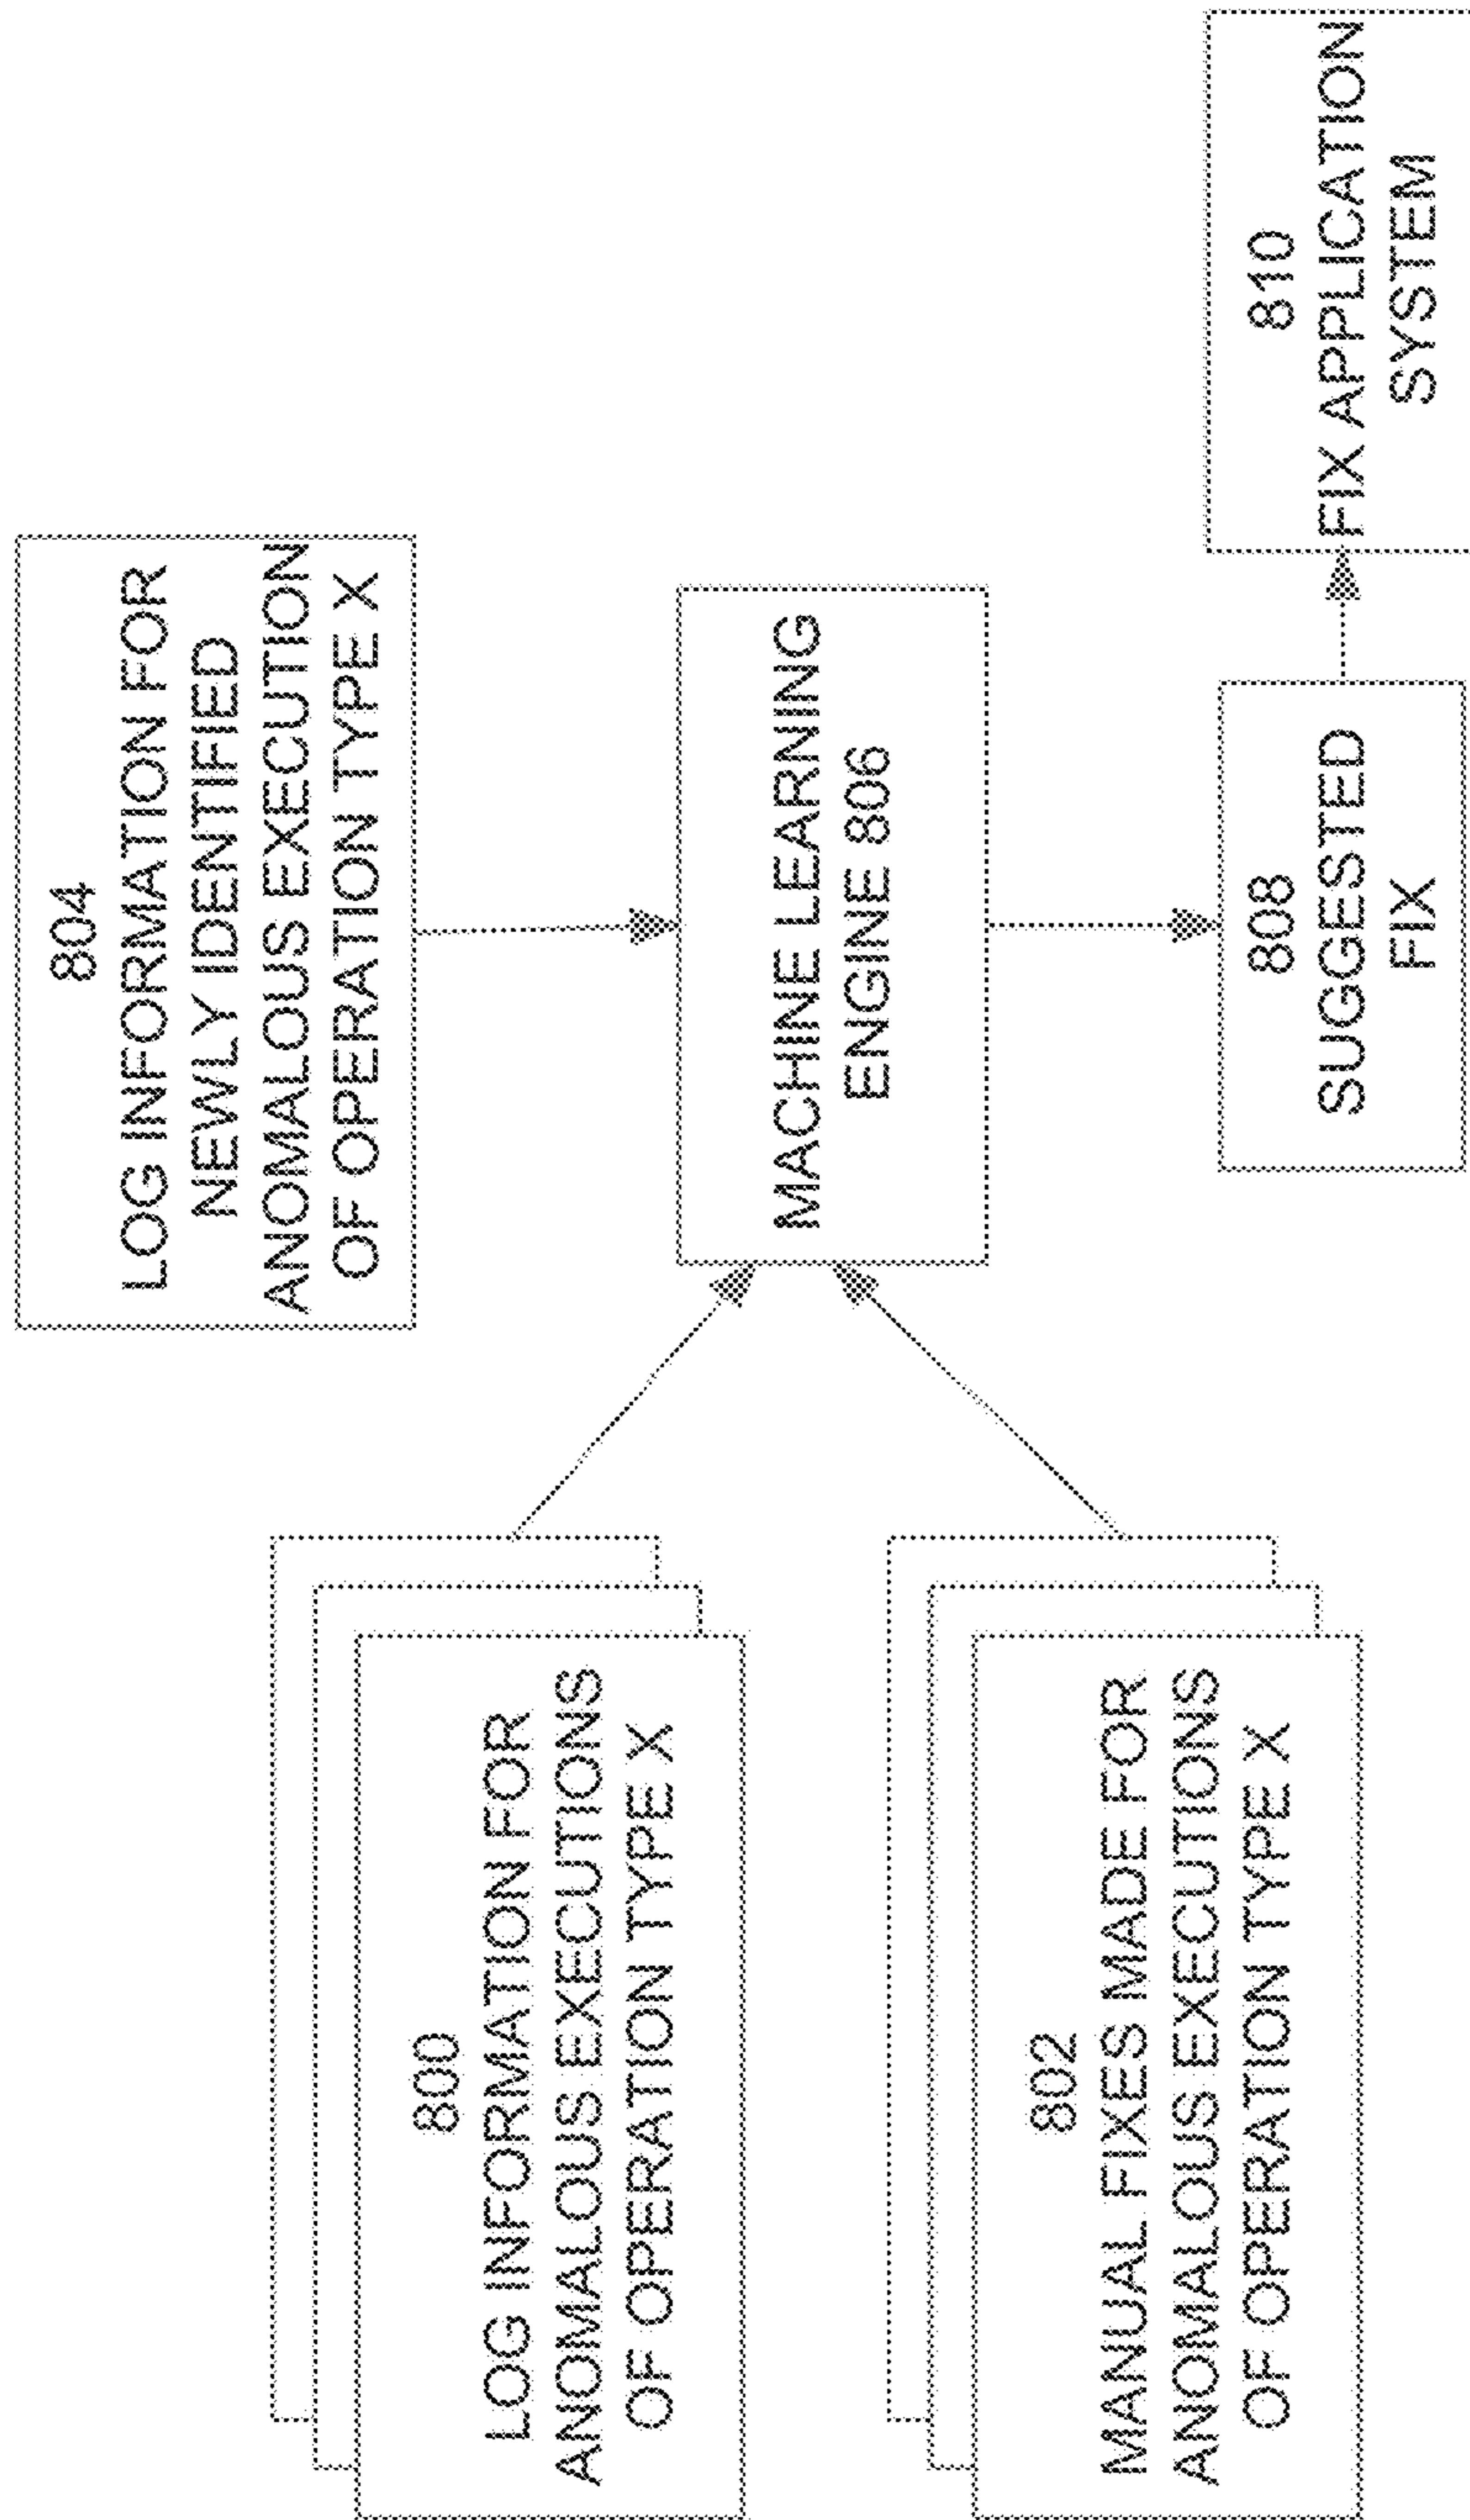 800
LOG INFORMATION FOR
ANOMALOUS EXECUTIONS
OF OPERATION TYPE X
802
MANUAL FIXES MADE FOR
ANOMALOUS EXECUTIONS
OF OPERATION TYPE X
804
LOG INFORMATION FOR
NEWLY IDENTIFIED
ANOMALOUS EXECUTION
OF OPERATION TYPE X
MACHINE LEARNING
ENGINE 806
808
SUGGESTED
FIX
810
FIX APPLICATION
SYSTEM